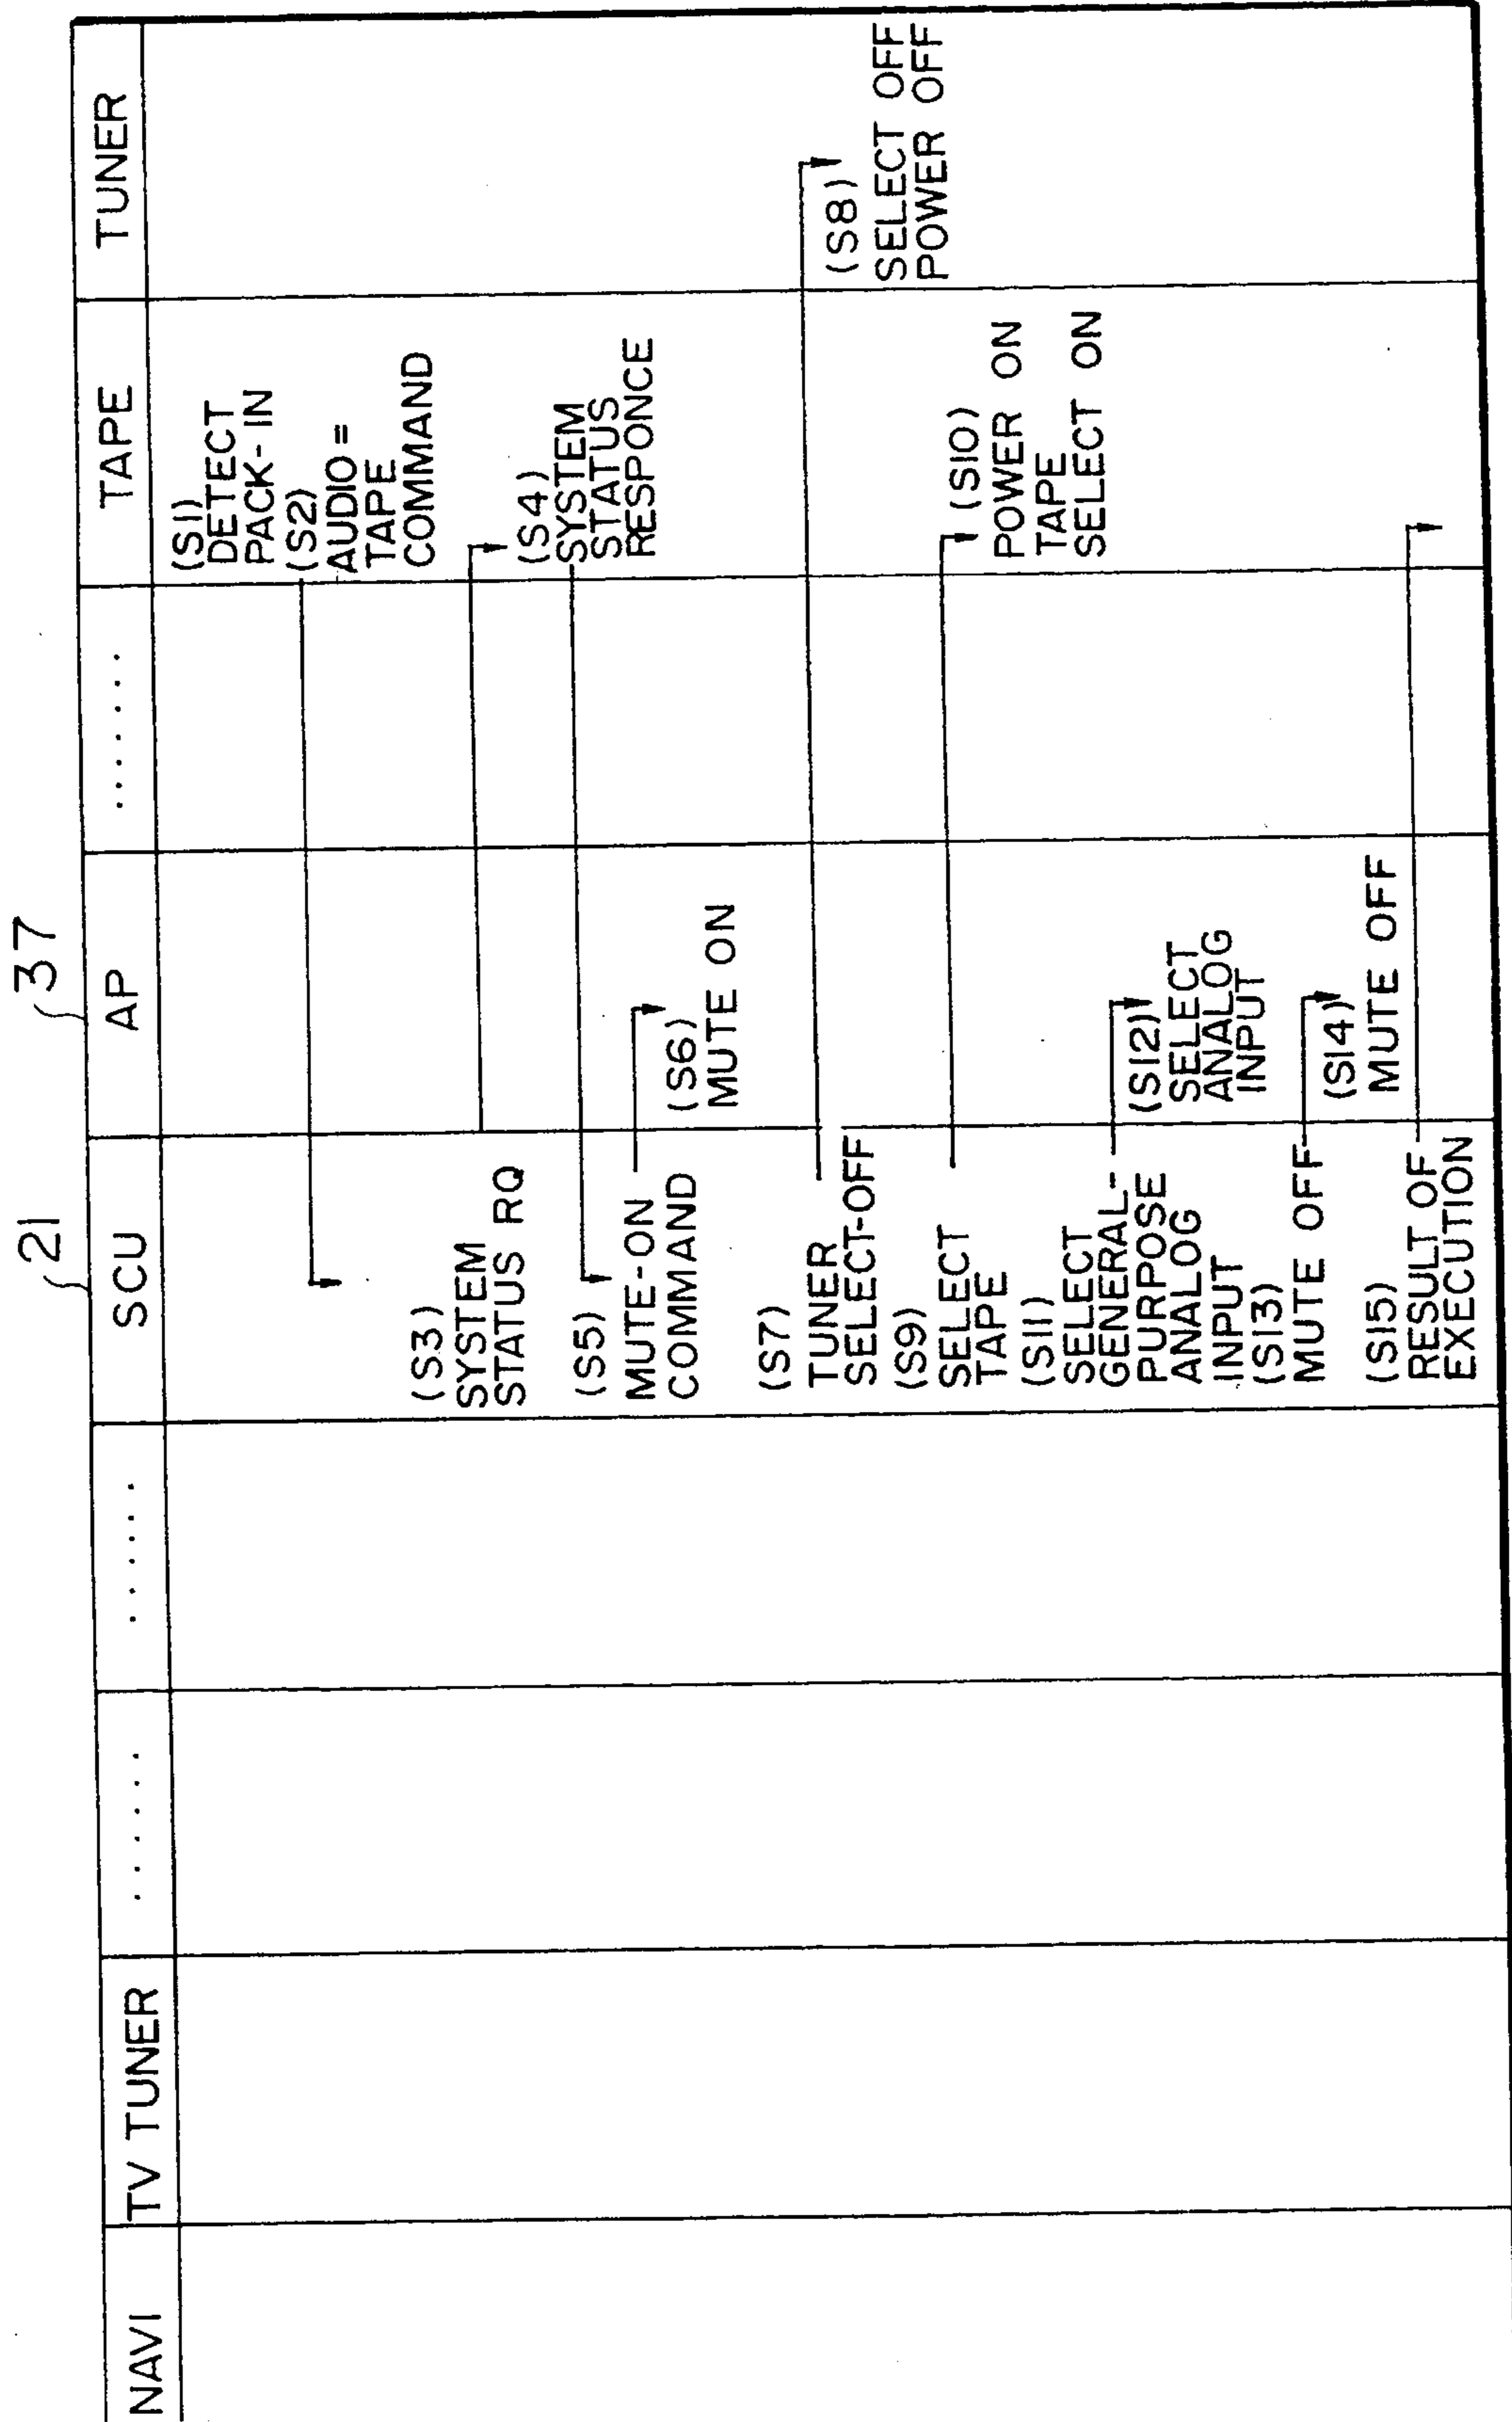 21
37
NAVI
TV TUNER
.......
......
SCU
AP
.......
TAPE
TUNER
(S1)
DETECT
PACK-IN
(S2)
AUDIO=
TAPE
COMMAND
(S3)
SYSTEM
STATUS RQ
(S4)
SYSTEM
STATUS
RESPONCE
(S5)
MUTE-ON
COMMAND
(S6)
MUTE ON
(S7)
TUNER
SELECT-OFF
(S8)
SELECT OFF
POWER OFF
(S9)
SELECT
TAPE
(S10)
POWER ON
TAPE
SELECT ON
(S11)
SELECT
GENERAL-
PURPOSE
ANALOG
INPUT
(S12)
SELECT
ANALOG
INPUT
(S13)
MUTE OFF
(S14)
MUTE OFF
(S15)
RESULT OF
EXECUTION